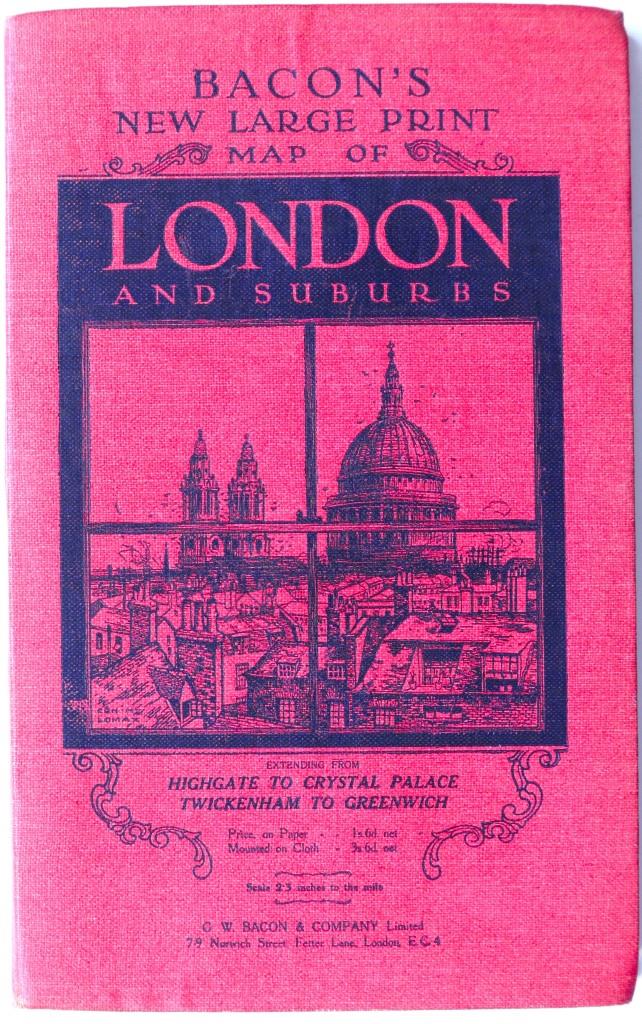 BACON'S
NEW LARGE PRINT
MAP OF
LONDON
AND SUBURBS
LOMAX
EXTENDING FROM
HIGHGATE TO CRYSTAL PALACE
TWICKENHAM TO GREENWICH
Price, on Paper - - 1s. 6d. net
Mounted on Cloth - 3s. 6d. net
Scale 2·3 inches to the mile
G. W. BACON & COMPANY Limited
7-9 Norwich Street Fetter Lane, London, E.C.4